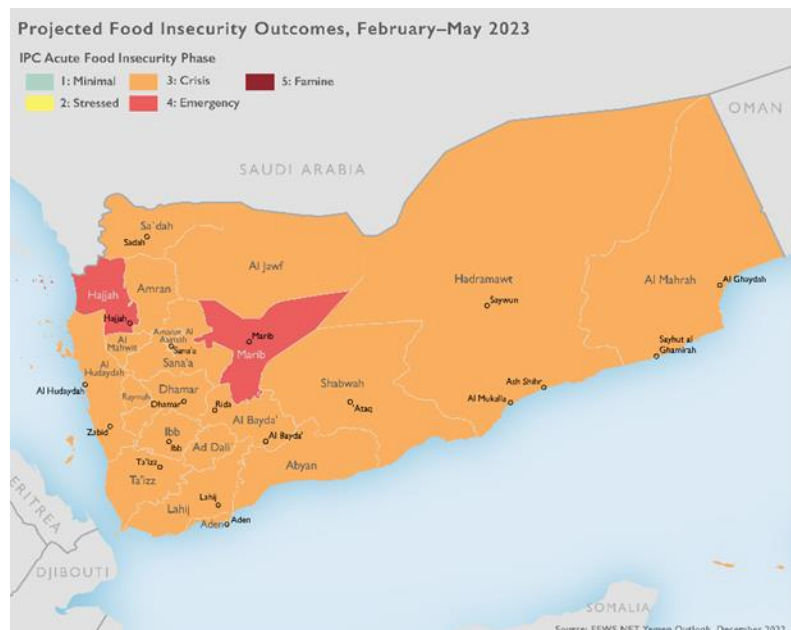 Projected Food Insecurity Outcomes, February–May 2023
IPC Acute Food Insecurity Phase
1: Minimal
3: Crisis
5: Famine
2: Stressed
4: Emergency
OMAN
SAUDI ARABIA
Sa'dah
Sadah
Al Jawf
Hajjah
Amran
Hadramawt
Al Mahrah
Al Ghaydah
Saywun
Hajjah
Marib
Amanat Al
Asimah
Al
Mahwit
Sana'a
Marib
Sana'a
Sayhut al
Ghamirah
Al
Hudaydah
Al Hudaydah
Dhamar
Shabwah
Ash Shihr
Raymah
Dhamar
Rida
Ataq
Al Mukalla
Al Bayda'
Zabid
Ibb
Ibb
Ad Dali'
Al Bayda'
Ta'izz
Abyan
Ta'izz
Lahij
Lahij
Aden
Aden
ERITREA
DJIBOUTI
SOMALIA
Source: FEWS NET Yemen Outlook, December 2022